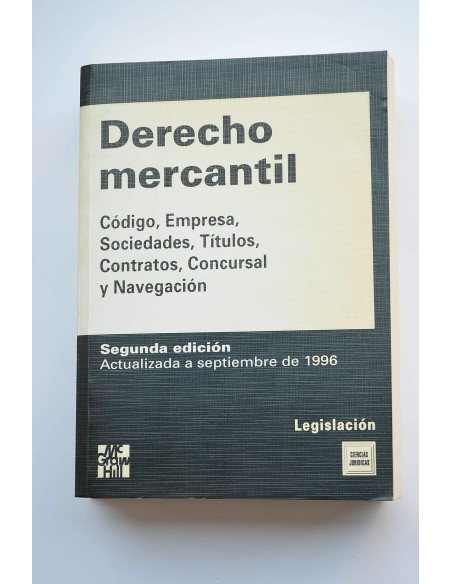 Derecho
mercantil
Código, Empresa,
Sociedades, Títulos,
Contratos, Concursal
y Navegación
Segunda edición
Actualizada a septiembre de 1996
Legislación
Mc
Graw
Hill
CIENCIAS
JURIDICAS